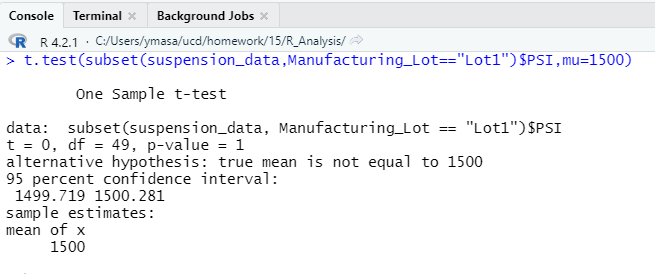 Console Terminal × Background Jobs ×
R R 4.2.1 · C:/Users/ymasa/ucd/homework/15/R_Analysis/
> t.test(subset(suspension_data,Manufacturing_Lot=="Lot1")$PSI,mu=1500)
One Sample t-test
data: subset(suspension_data, Manufacturing_Lot == "Lot1")$PSI
t = 0, df = 49, p-value = 1
alternative hypothesis: true mean is not equal to 1500
95 percent confidence interval:
1499.719 1500.281
sample estimates:
mean of x
1500